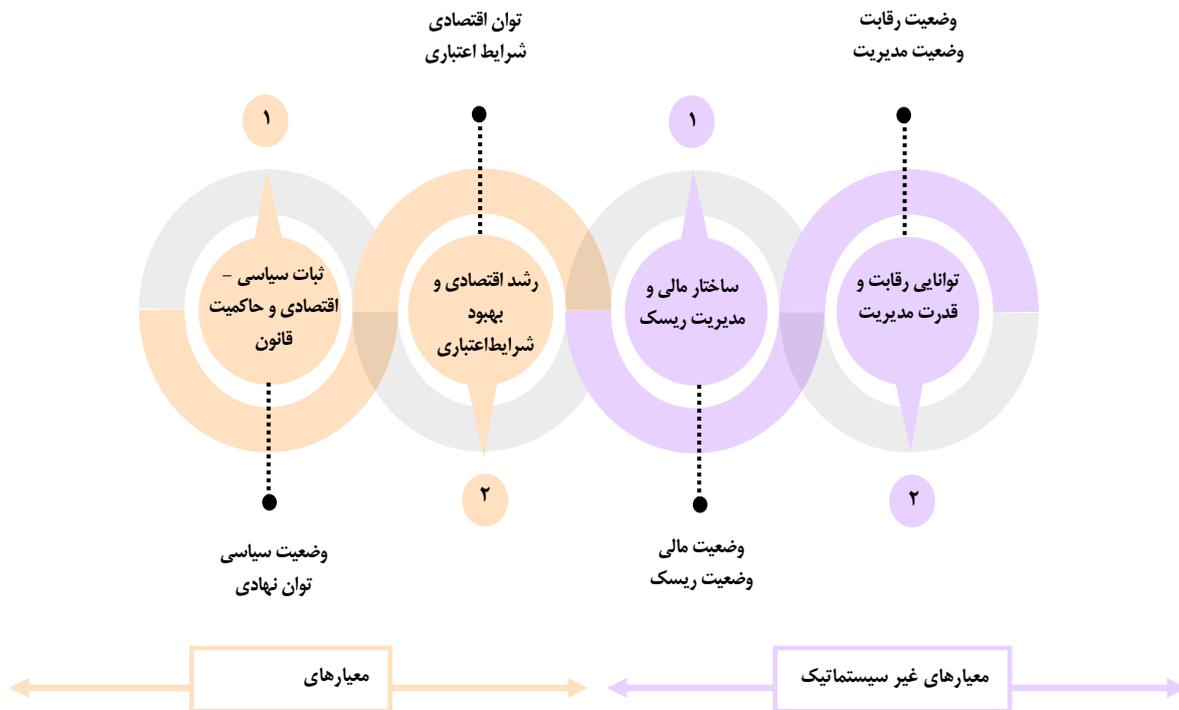 وضعیت رقابت
وضعیت مدیریت
توان اقتصادی
شرایط اعتباری
۱
۱
توانایی رقابت و
قدرت مدیریت
ساختار مالی و
مدیریت ریسک
رشد اقتصادی و
بهبود
شرایط‌اعتباری
ثبات سیاسی –
اقتصادی و حاکمیت
قانون
۲
۲
وضعیت مالی
وضعیت ریسک
وضعیت سیاسی
توان نهادی
معیارهای غیر سیستماتیک
معیارهای